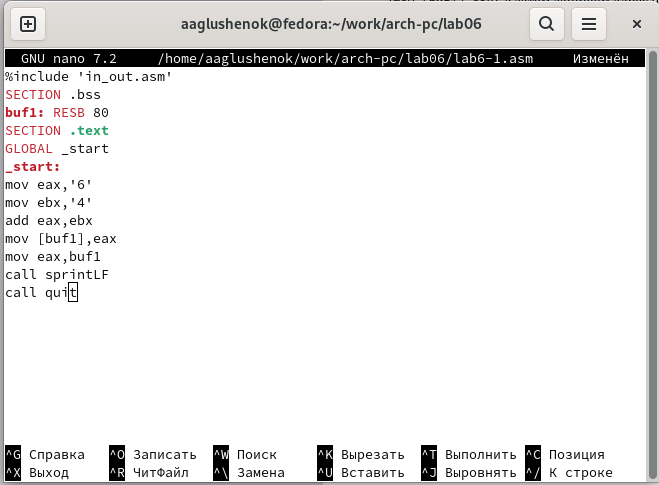 aaglushenok@fedora:~/work/arch-pc/lab06
GNU nano 7.2 /home/aaglushenok/work/arch-pc/lab06/lab6-1.asm Изменён
%include 'in_out.asm'
SECTION .bss
buf1: RESB 80
SECTION .text
GLOBAL _start
_start:
mov eax,'6'
mov ebx,'4'
add eax,ebx
mov [buf1],eax
mov eax,buf1
call sprintLF
call quit
^G Справка ^O Записать ^W Поиск ^K Вырезать ^T Выполнить ^C Позиция
^X Выход ^R ЧитФайл ^\ Замена ^U Вставить ^J Выровнять ^/ К строке